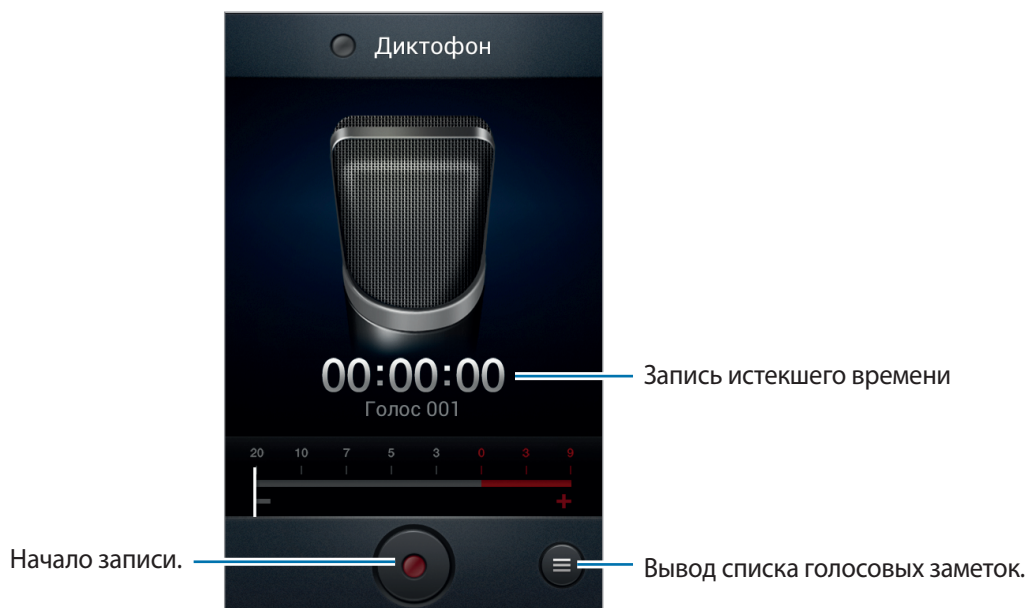 Диктофон
00:00:00
Запись истекшего времени
Голос 001
20 10 7 5 3 0 3 9
− +
Начало записи.
Вывод списка голосовых заметок.